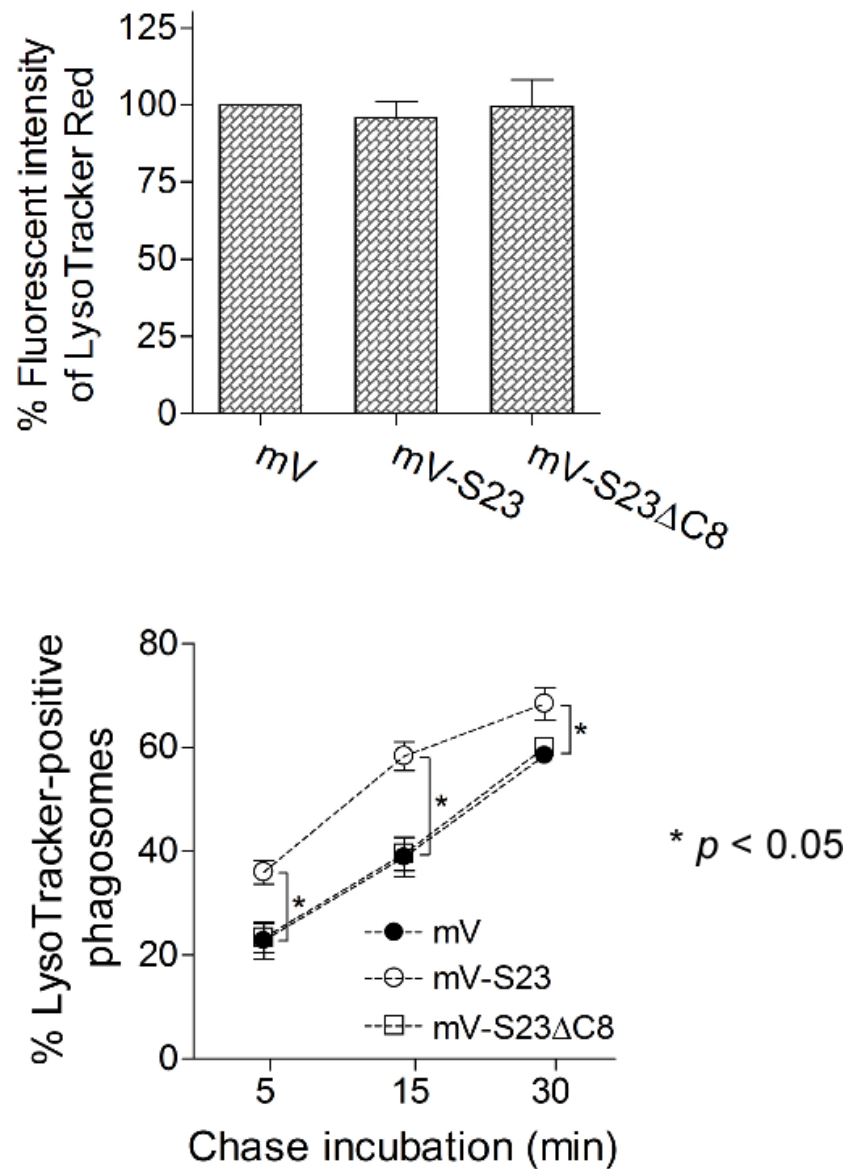 % Fluorescent intensity
of LysoTracker Red
125
100
75
50
25
0
mV
mV-S23
mV-S23ΔC8
% LysoTracker-positive
phagosomes
80
60
40
20
0
*
*
*
* p < 0.05
mV
mV-S23
mV-S23ΔC8
5 15 30
Chase incubation (min)